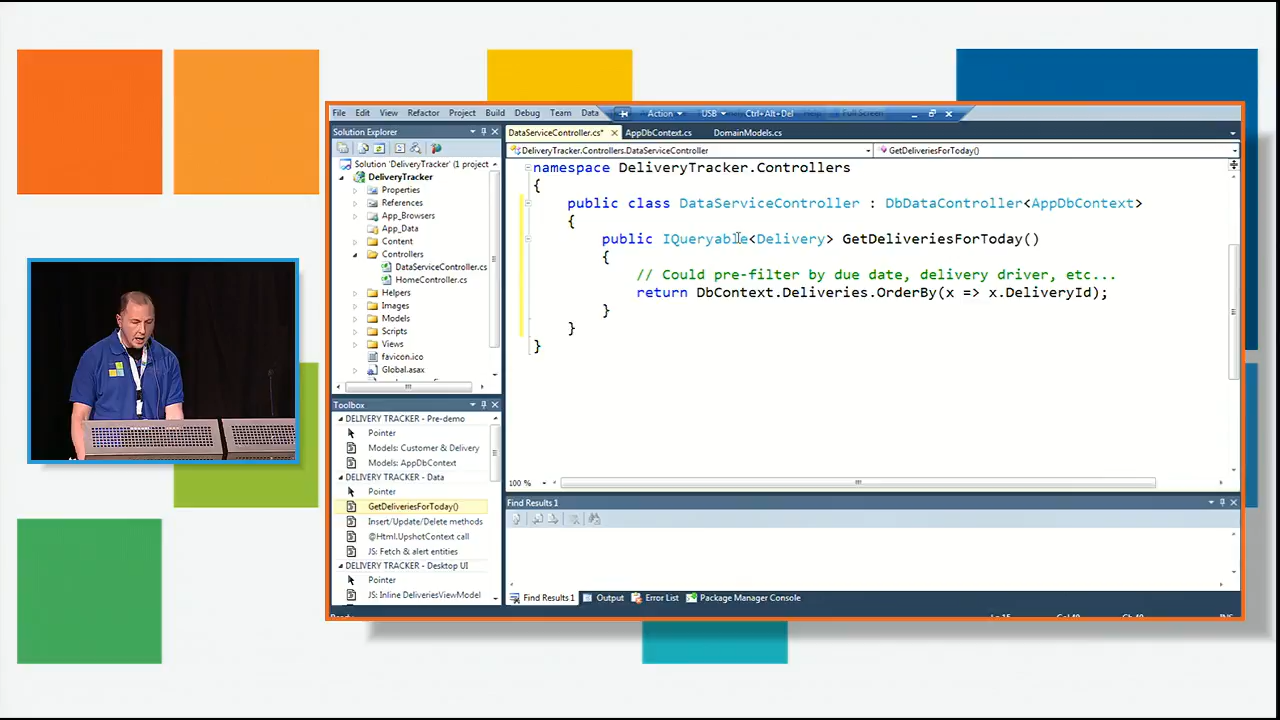 File Edit View Refactor Project Build Debug Team Data Action USB Ctrl+Alt+Del Help Full Screen
Solution Explorer
DataServiceController.cs* AppDbContext.cs DomainModels.cs
DeliveryTracker.Controllers.DataServiceController GetDeliveriesForToday()
Solution 'DeliveryTracker' (1 project
DeliveryTracker
Properties
References
App_Browsers
App_Data
Content
Controllers
DataServiceController.cs
HomeController.cs
Helpers
Images
Models
Scripts
Views
favicon.ico
Global.asax
namespace DeliveryTracker.Controllers
{
public class DataServiceController : DbDataController<AppDbContext>
{
public IQueryable<Delivery> GetDeliveriesForToday()
{
// Could pre-filter by due date, delivery driver, etc...
return DbContext.Deliveries.OrderBy(x => x.DeliveryId);
}
}
}
100 %
Toolbox
DELIVERY TRACKER - Pre-demo
Pointer
Models: Customer & Delivery
Models: AppDbContext
DELIVERY TRACKER - Data
Pointer
GetDeliveriesForToday()
Insert/Update/Delete methods
@Html.UpshotContext call
JS: Fetch & alert entities
DELIVERY TRACKER - Desktop UI
Pointer
JS: Inline DeliveriesViewModel
Find Results 1
Find Results 1 Output Error List Package Manager Console